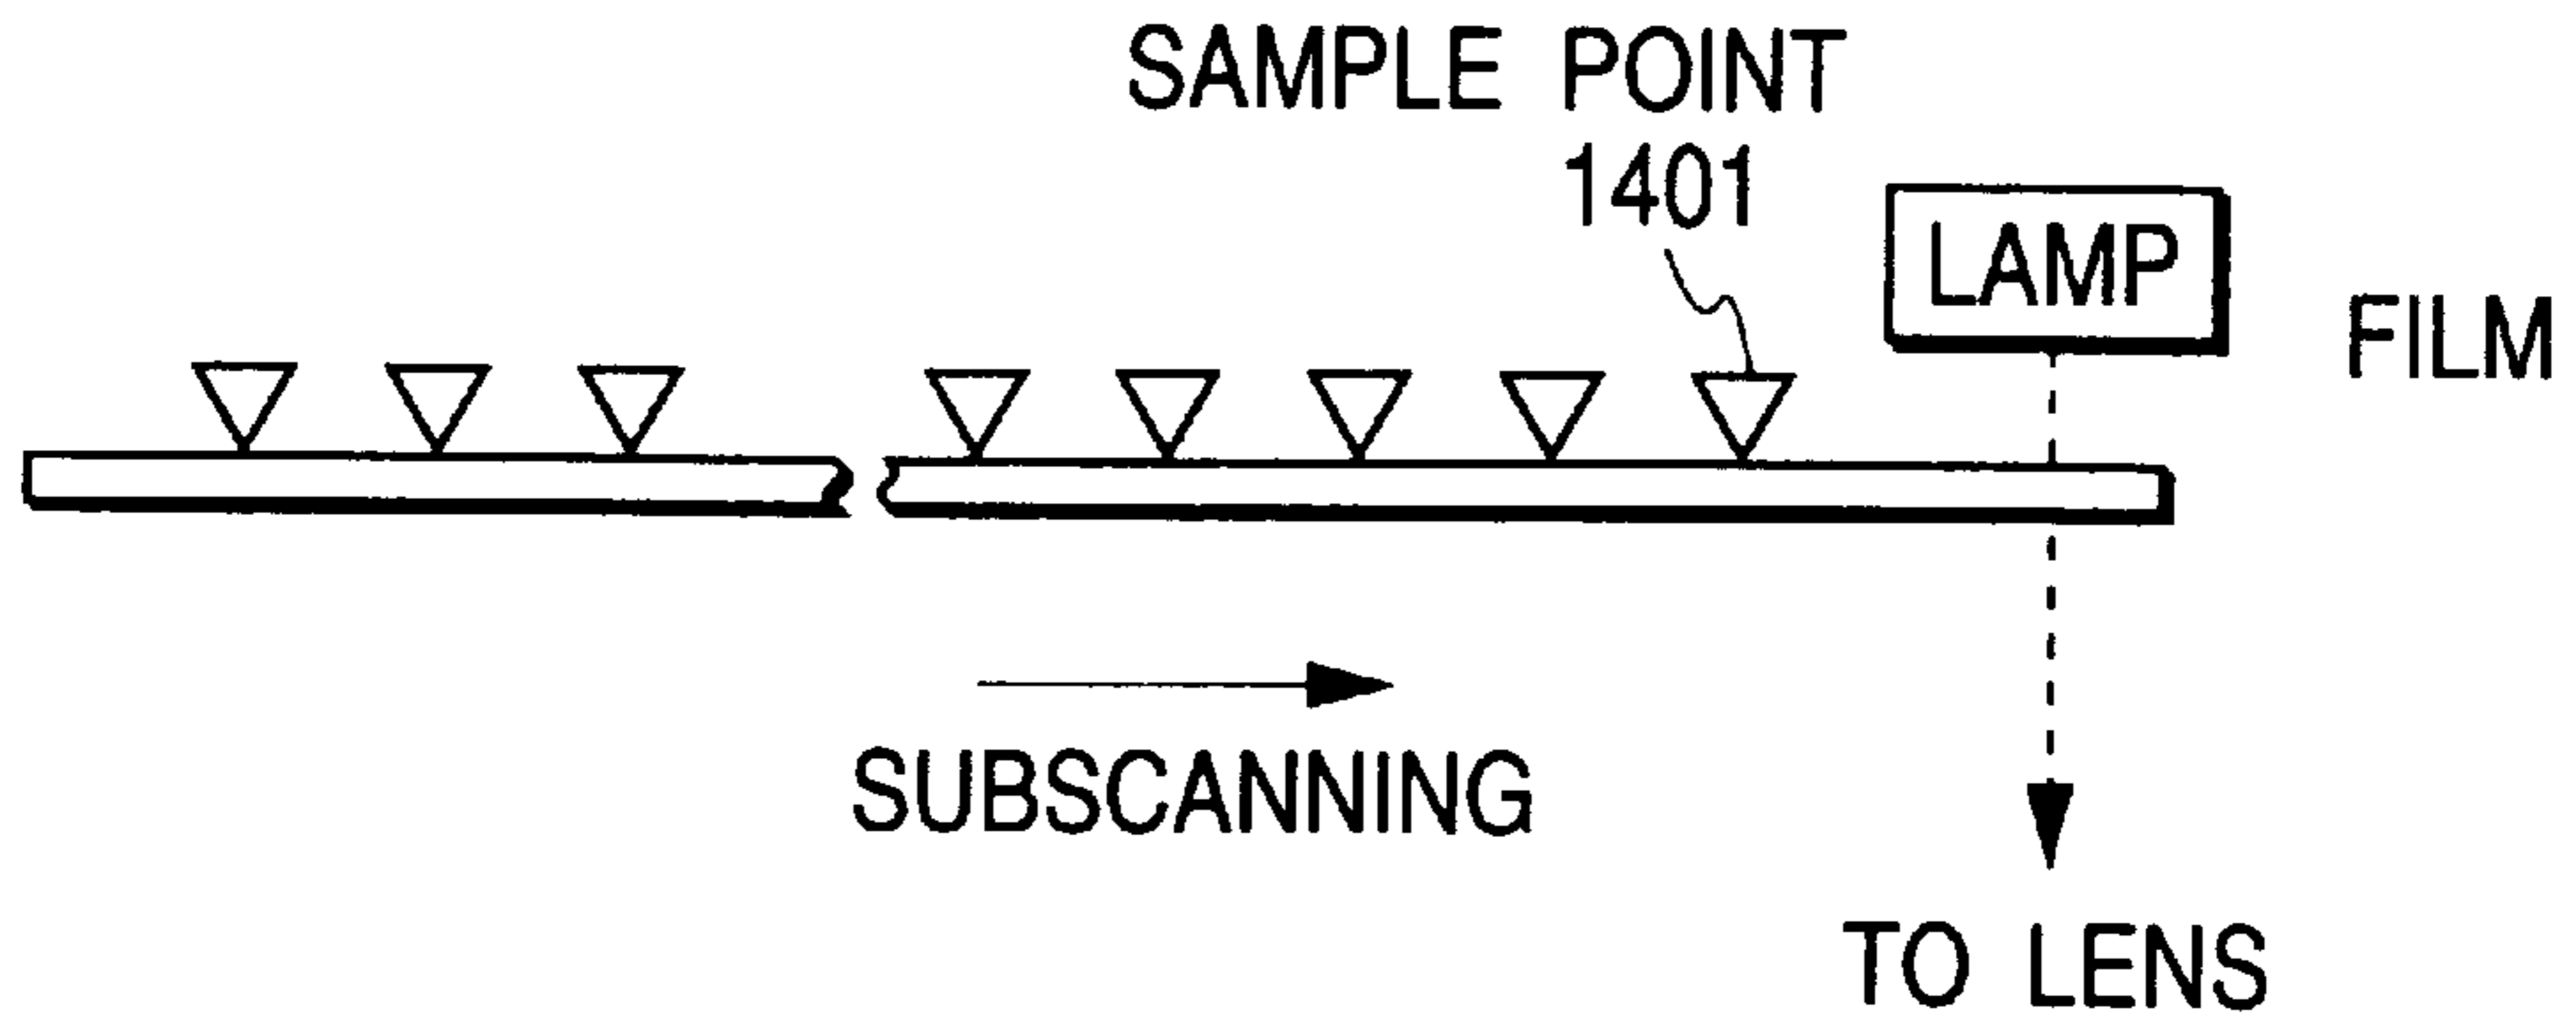 SAMPLE POINT
1401
LAMP
FILM
SUBSCANNING
TO LENS